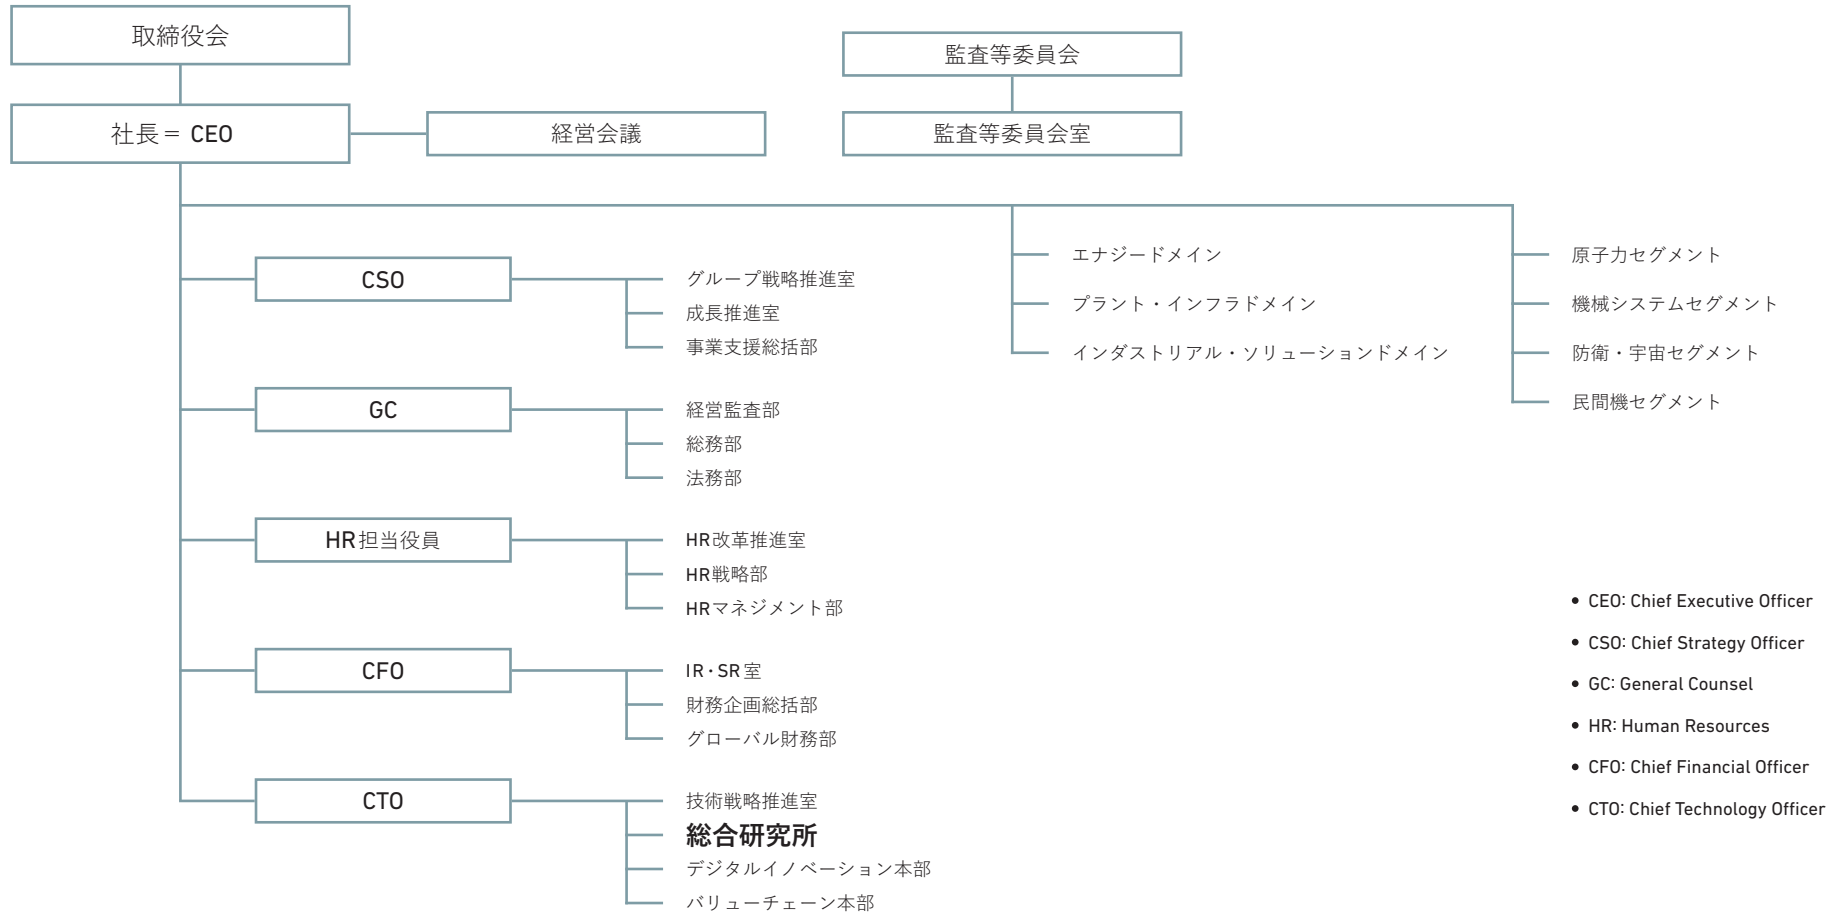 取締役会
監査等委員会
社長＝ CEO
経営会議
監査等委員会室
CSO
グループ戦略推進室
成長推進室
事業支援総括部
GC
経営監査部
総務部
法務部
HR担当役員
HR改革推進室
HR戦略部
HRマネジメント部
CFO
IR・SR室
財務企画総括部
グローバル財務部
CTO
技術戦略推進室
総合研究所
デジタルイノベーション本部
バリューチェーン本部
エナジードメイン
プラント・インフラドメイン
インダストリアル・ソリューションドメイン
原子力セグメント
機械システムセグメント
防衛・宇宙セグメント
民間機セグメント
• CEO: Chief Executive Officer
• CSO: Chief Strategy Officer
• GC: General Counsel
• HR: Human Resources
• CFO: Chief Financial Officer
• CTO: Chief Technology Officer